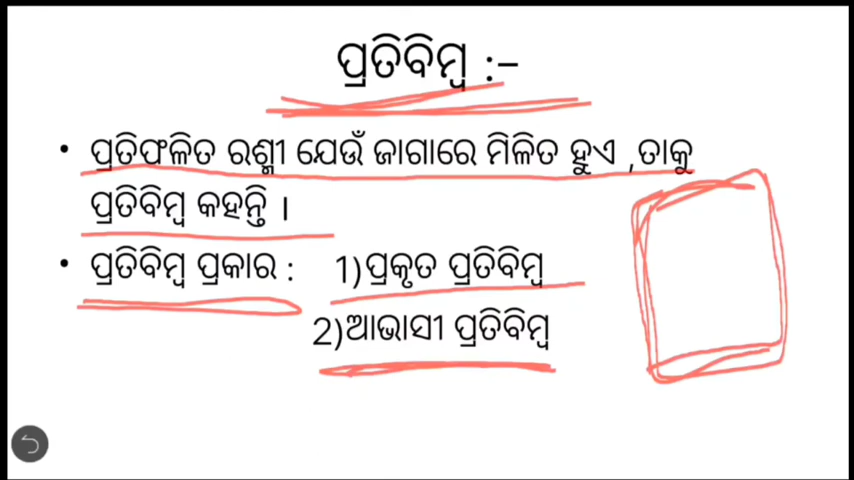 ପ୍ରତିବିମ୍ବ :–
• ପ୍ରତିଫଳିତ ରଶ୍ମୀ ଯେଉଁ ଜାଗାରେ ମିଳିତ ହୁଏ ,ତାକୁ
ପ୍ରତିବିମ୍ବ କହନ୍ତି ।
• ପ୍ରତିବିମ୍ବ ପ୍ରକାର : 1)ପ୍ରକୃତ ପ୍ରତିବିମ୍ବ
2)ଆଭାସୀ ପ୍ରତିବିମ୍ବ